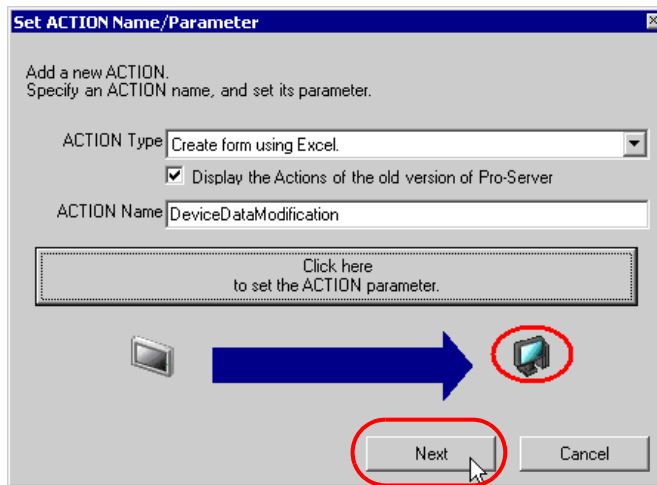 Set ACTION Name/Parameter
Add a new ACTION.
Specify an ACTION name, and set its parameter.
ACTION Type Create form using Excel.
Display the Actions of the old version of Pro-Server
ACTION Name DeviceDataModification
Click here
to set the ACTION parameter.
Next Cancel